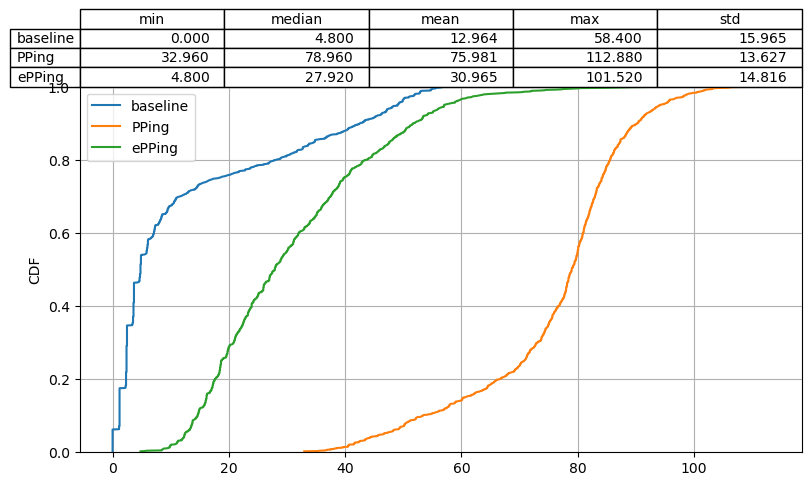 min median mean max std
baseline 0.000 4.800 12.964 58.400 15.965
PPing 32.960 78.960 75.981 112.880 13.627
ePPing 4.800 27.920 30.965 101.520 14.816
1.0
baseline
PPing
ePPing
0.8
0.6
CDF
0.4
0.2
0.0
0 20 40 60 80 100